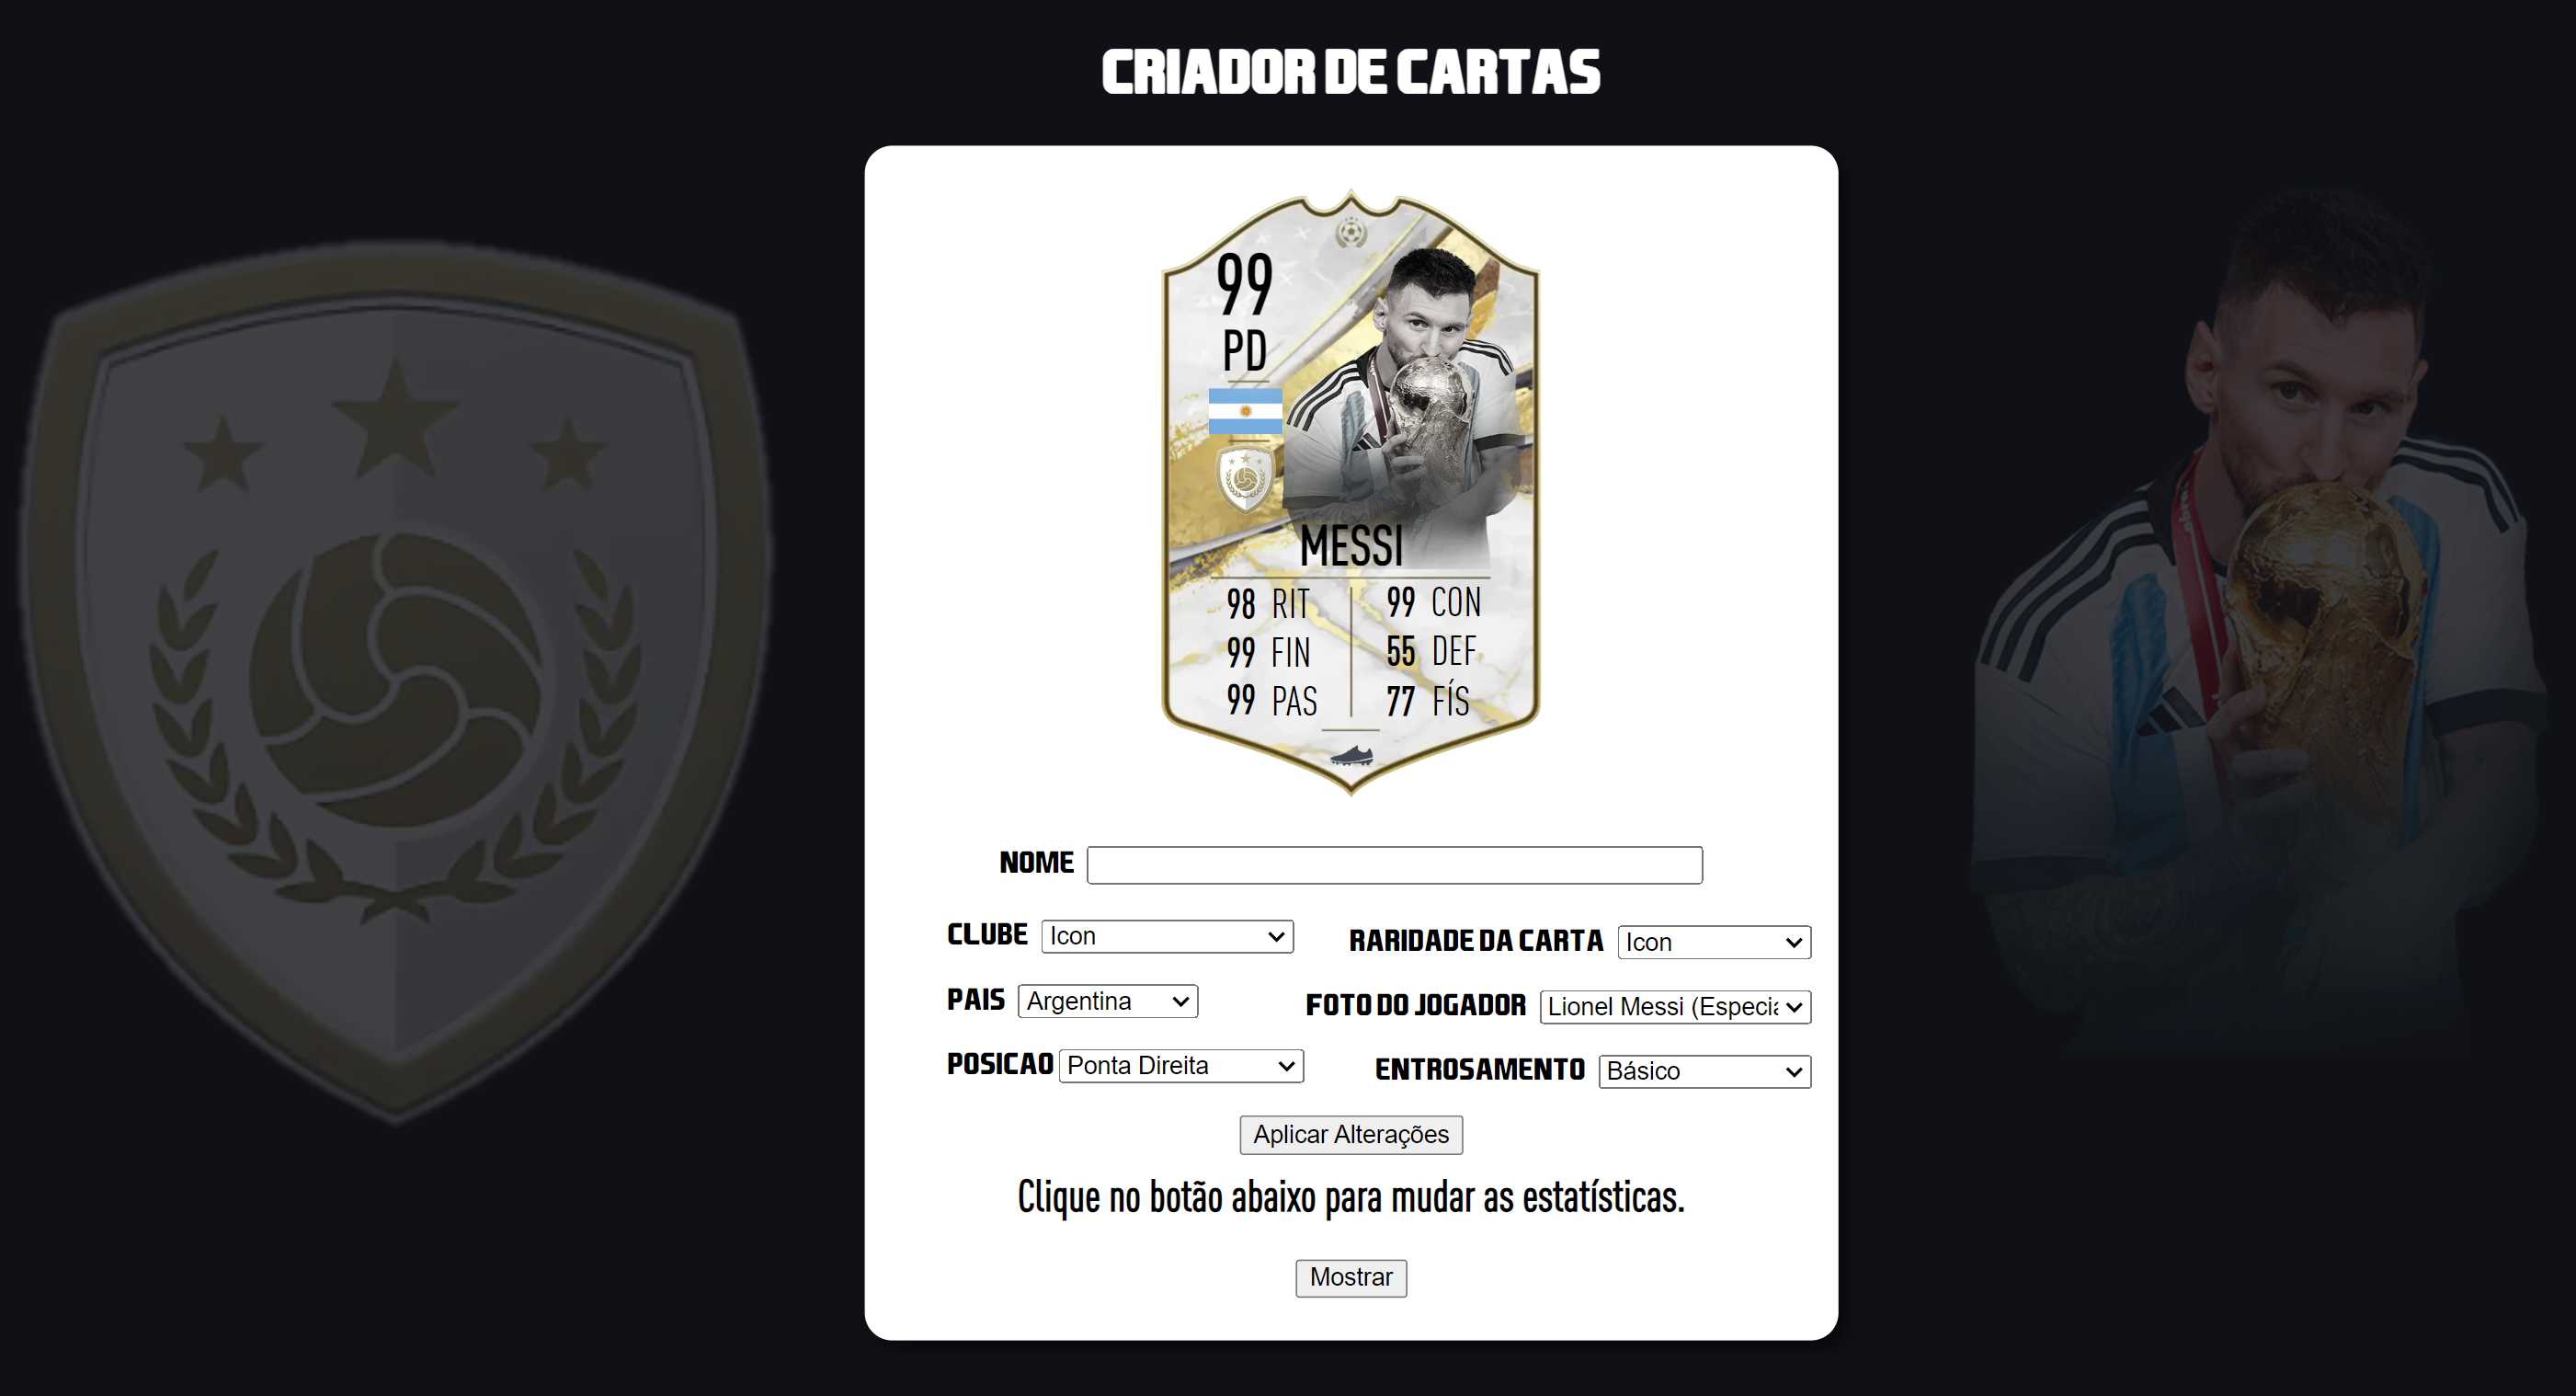 CRIADOR DE CARTAS
99
PD
MESSI
98 RIT 99 CON
99 FIN 55 DEF
99 PAS 77 FÍS
NOME
CLUBE Icon RARIDADE DA CARTA Icon
PAIS Argentina FOTO DO JOGADOR Lionel Messi (Especia
POSICAO Ponta Direita ENTROSAMENTO Básico
Aplicar Alterações
Clique no botão abaixo para mudar as estatísticas.
Mostrar